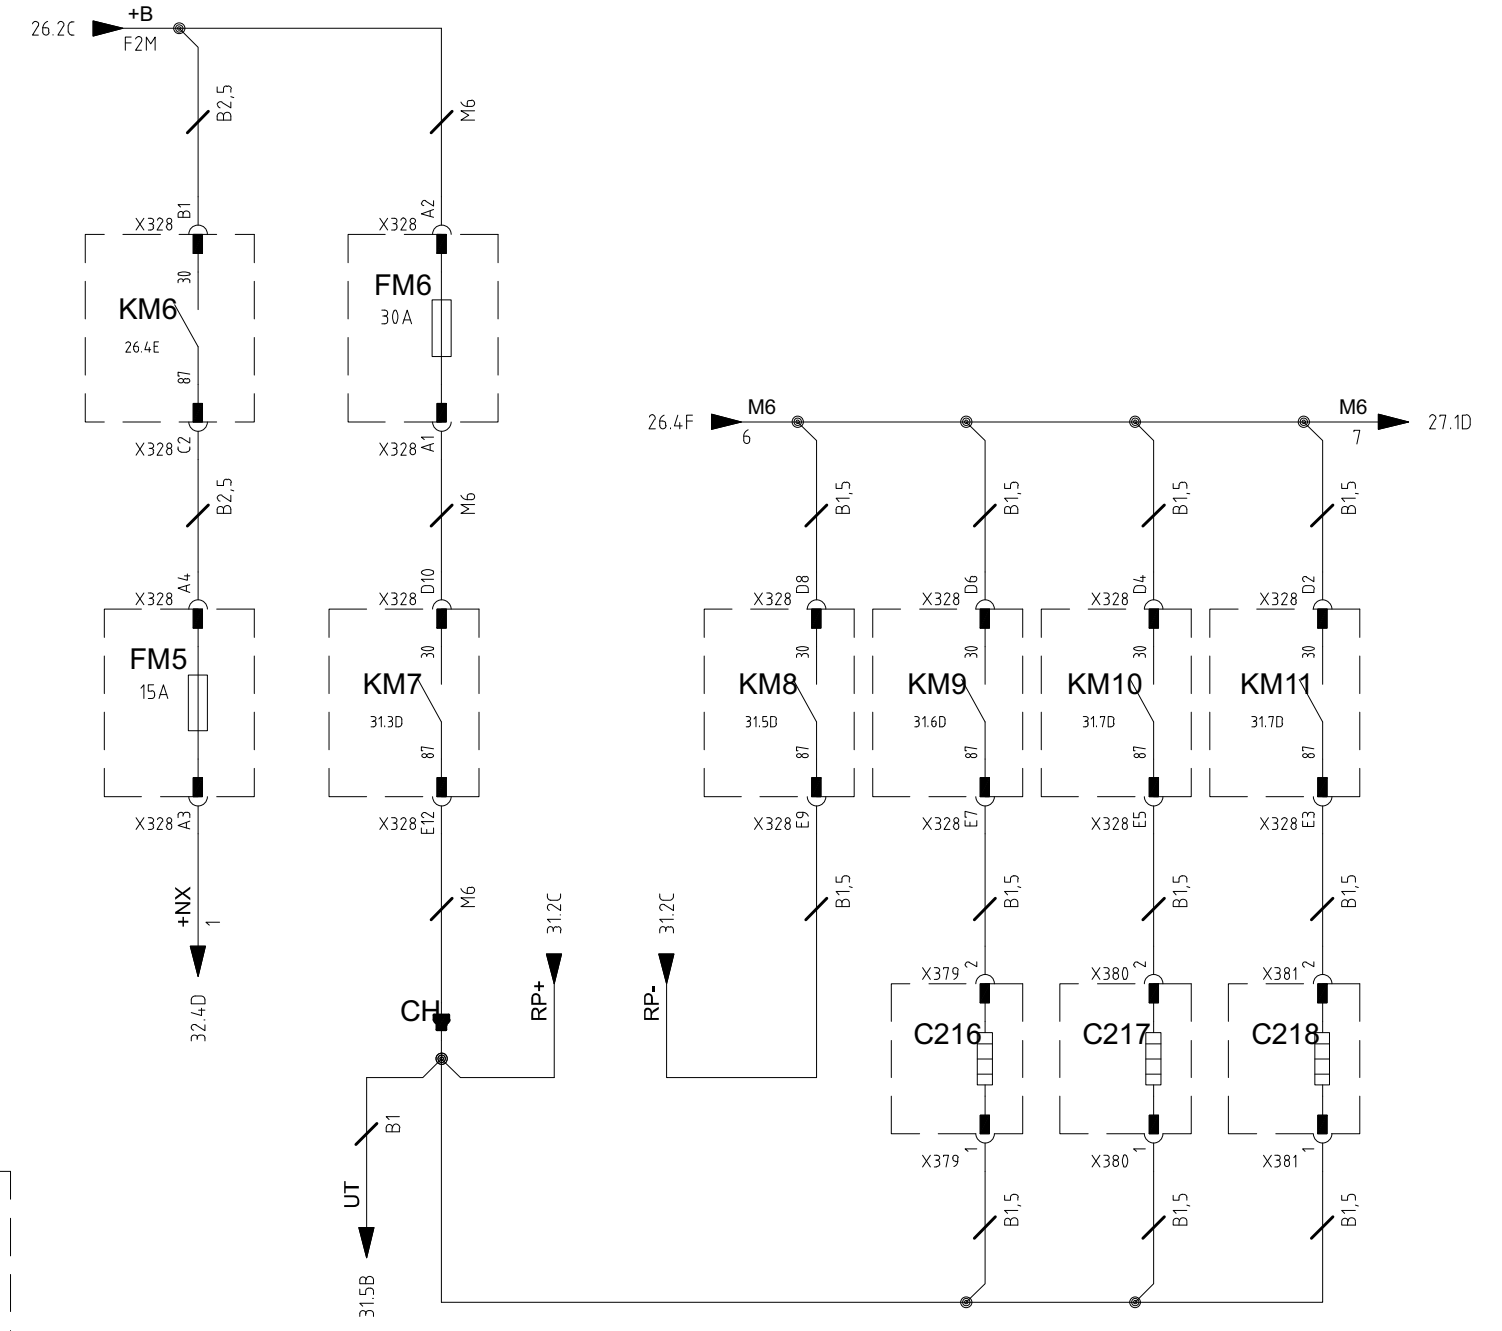 26.2C
+B
F2M
B2,5
M6
X328
B1
X328
A2
30
KM6
26.4E
87
FM6
30A
X328
C2
X328
A1
26.4F
M6
6
M6
7
27.1D
B2,5
M6
B1,5
B1,5
B1,5
B1,5
X328
A4
X328
D10
X328
D8
X328
D6
X328
D4
X328
D2
FM5
15A
30
KM7
31.3D
87
30
KM8
31.5D
87
30
KM9
31.6D
87
30
KM10
31.7D
87
30
KM11
31.7D
87
X328
A3
X328
E12
X328
E9
X328
E7
X328
E5
X328
E3
+NX
1
32.4D
M6
31.2C
RP+
31.2C
RP-
B1,5
B1,5
B1,5
B1,5
X379
2
X380
2
X381
2
CH
C216
C217
C218
B1
UT
31.5B
X379
1
X380
1
X381
1
B1,5
B1,5
B1,5